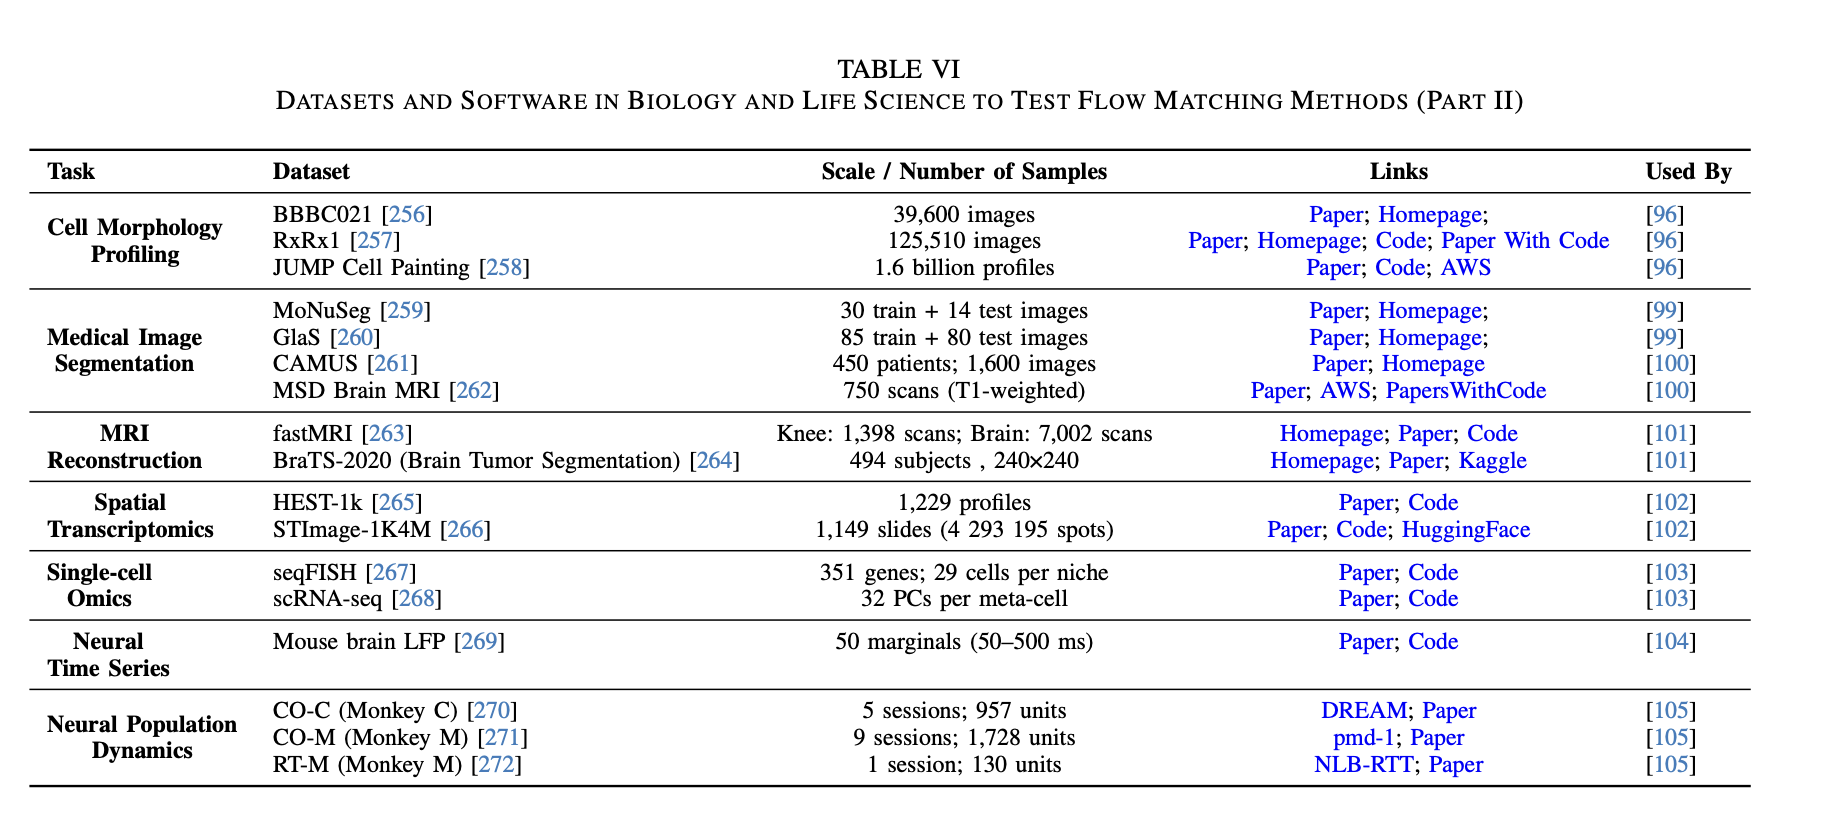 TABLE VI
DATASETS AND SOFTWARE IN BIOLOGY AND LIFE SCIENCE TO TEST FLOW MATCHING METHODS (PART II)
Task Dataset Scale / Number of Samples Links Used By
Cell Morphology Profiling
BBBC021 [256] 39,600 images Paper; Homepage; [96]
RxRx1 [257] 125,510 images Paper; Homepage; Code; Paper With Code [96]
JUMP Cell Painting [258] 1.6 billion profiles Paper; Code; AWS [96]
Medical Image Segmentation
MoNuSeg [259] 30 train + 14 test images Paper; Homepage; [99]
GlaS [260] 85 train + 80 test images Paper; Homepage; [99]
CAMUS [261] 450 patients; 1,600 images Paper; Homepage [100]
MSD Brain MRI [262] 750 scans (T1-weighted) Paper; AWS; PapersWithCode [100]
MRI Reconstruction
fastMRI [263] Knee: 1,398 scans; Brain: 7,002 scans Homepage; Paper; Code [101]
BraTS-2020 (Brain Tumor Segmentation) [264] 494 subjects , 240×240 Homepage; Paper; Kaggle [101]
Spatial Transcriptomics
HEST-1k [265] 1,229 profiles Paper; Code [102]
STImage-1K4M [266] 1,149 slides (4 293 195 spots) Paper; Code; HuggingFace [102]
Single-cell Omics
seqFISH [267] 351 genes; 29 cells per niche Paper; Code [103]
scRNA-seq [268] 32 PCs per meta-cell Paper; Code [103]
Neural Time Series
Mouse brain LFP [269] 50 marginals (50–500 ms) Paper; Code [104]
Neural Population Dynamics
CO-C (Monkey C) [270] 5 sessions; 957 units DREAM; Paper [105]
CO-M (Monkey M) [271] 9 sessions; 1,728 units pmd-1; Paper [105]
RT-M (Monkey M) [272] 1 session; 130 units NLB-RTT; Paper [105]